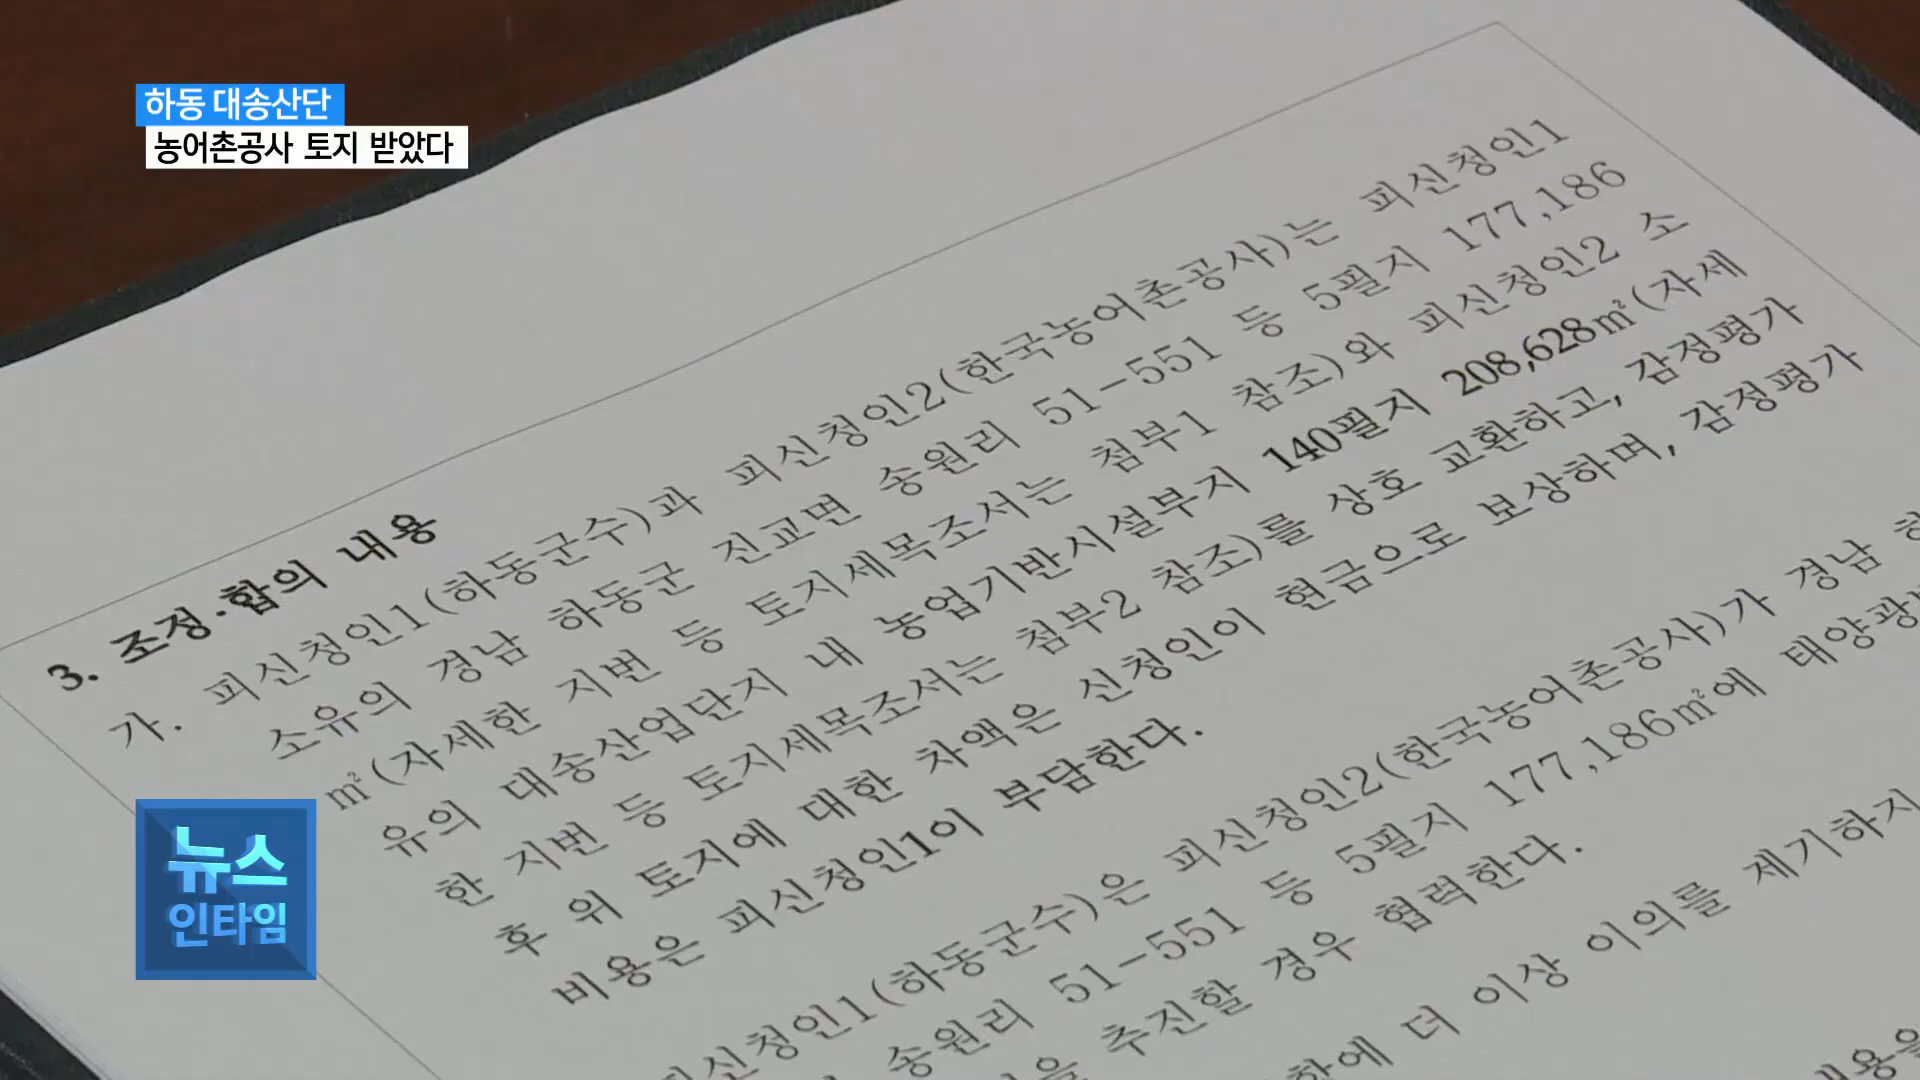 하동 대송산단
농어촌공사 토지 받았다
3. 조정·합의 내용
가. 피신청인1(하동군수)과 피신청인2(한국농어촌공사)는 피신청인1
소유의 경남 하동군 진교면 송원리 51-551 등 5필지 177,186
㎡(자세한 지번 등 토지세목조서는 첨부1 참조)와 피신청인2 소
유의 대송산업단지 내 농업기반시설부지 140필지 208,628㎡(자세
한 지번 등 토지세목조서는 첨부2 참조)를 상호 교환하고, 감정평가
후 위 토지에 대한 차액은 신청인이 현금으로 보상하며, 감정평가
비용은 피신청인1이 부담한다.
피신청인1(하동군수)은 피신청인2(한국농어촌공사)가 경남 하
송원리 51-551 등 5필지 177,186㎡에 태양광
추진할 경우 협력한다.
더 이상 이의를 제기하지
뉴스
인타임